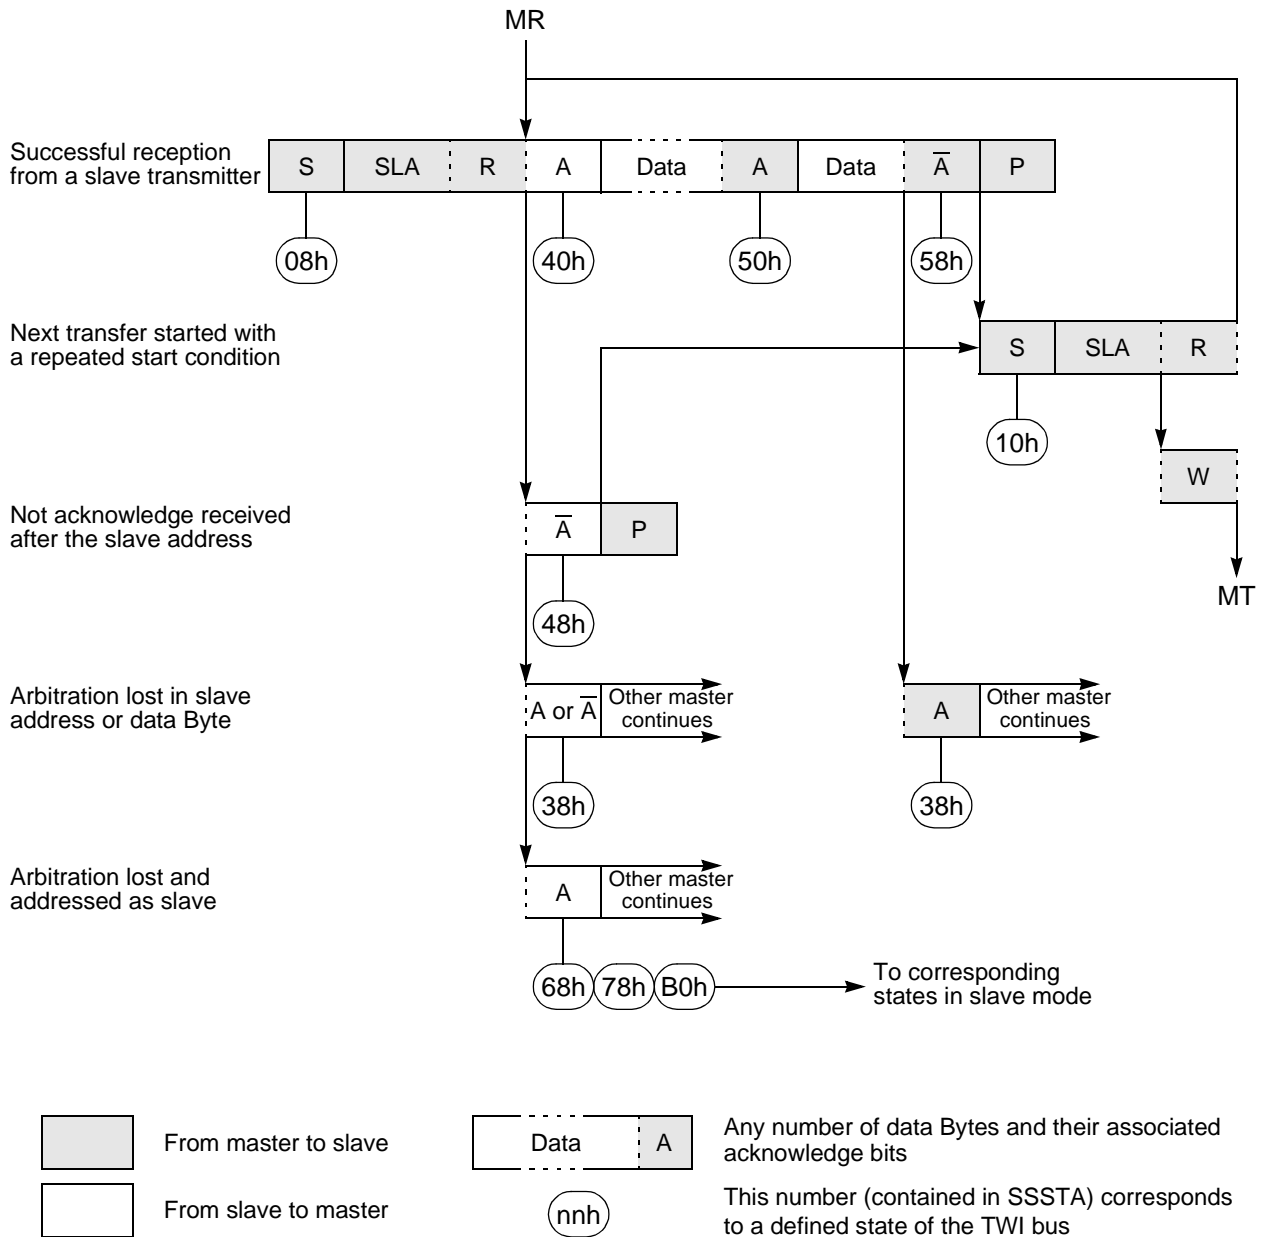 MR
Successful reception
from a slave transmitter
S SLA R A Data A Data A̅ P
08h 40h 50h 58h
Next transfer started with
a repeated start condition
S SLA R
10h
W
Not acknowledge received
after the slave address
A̅ P
MT
48h
Arbitration lost in slave
address or data Byte
A or A̅ Other master
continues
A Other master
continues
38h 38h
Arbitration lost and
addressed as slave
A Other master
continues
68h 78h B0h
To corresponding
states in slave mode
From master to slave
Data A
Any number of data Bytes and their associated
acknowledge bits
From slave to master
nnh
This number (contained in SSSTA) corresponds
to a defined state of the TWI bus